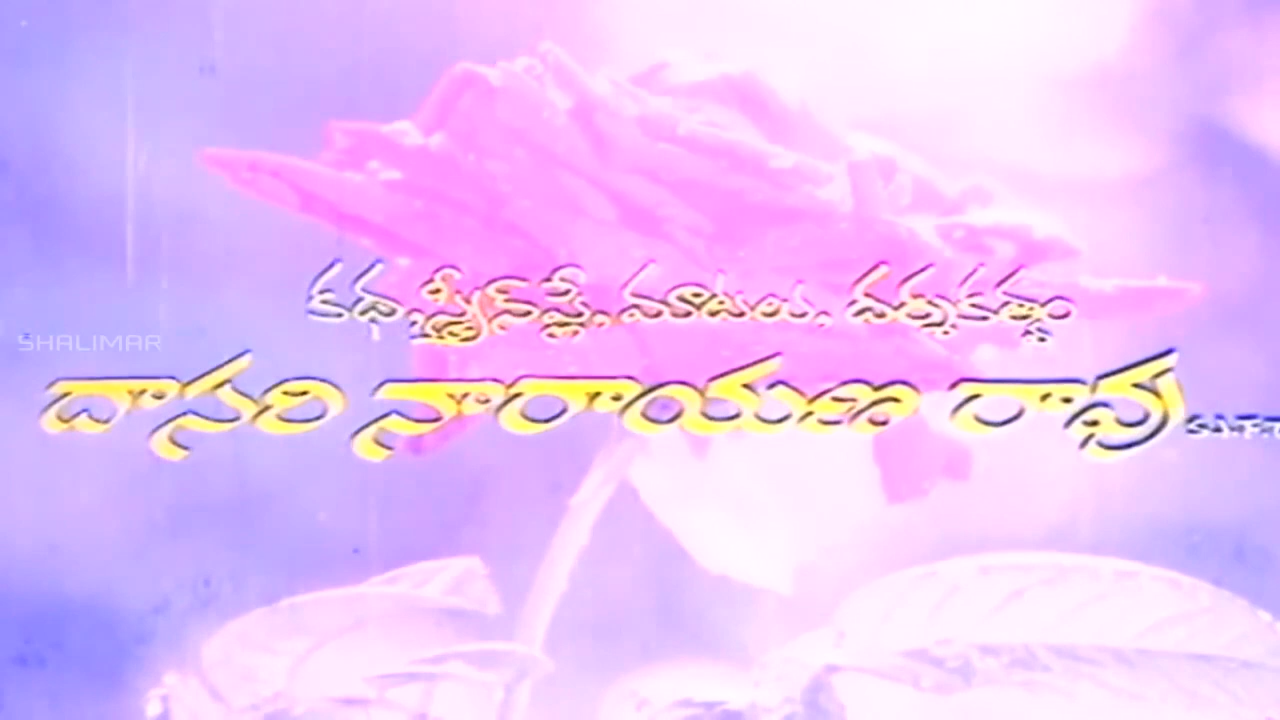 కథ, స్క్రీన్‌ప్లే, మాటలు, దర్శకత్వం
SHALIMAR
దాసరి నారాయణ రావు